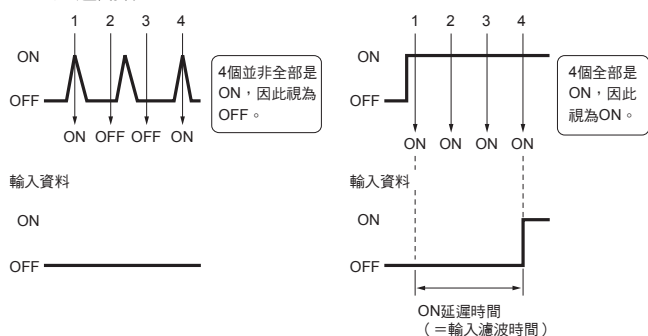 1 2 3 4
ON
OFF
ON OFF OFF ON
4個並非全部是
ON，因此視為
OFF。
輸入資料
ON
OFF
1 2 3 4
ON
OFF
ON ON ON ON
4個全部是
ON，因此
視為ON。
輸入資料
ON
OFF
ON延遲時間
（＝輸入濾波時間）